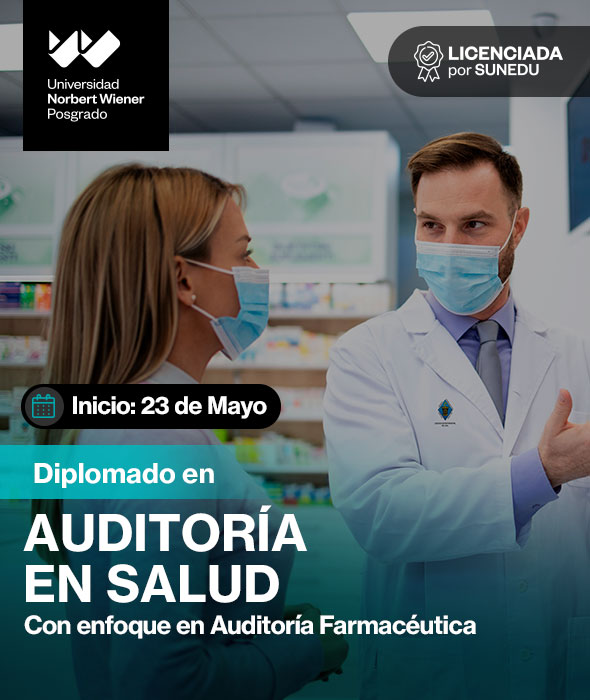 Universidad
Norbert Wiener
Posgrado
LICENCIADA
por SUNEDU
Inicio: 23 de Mayo
Diplomado en
AUDITORÍA
EN SALUD
Con enfoque en Auditoría Farmacéutica